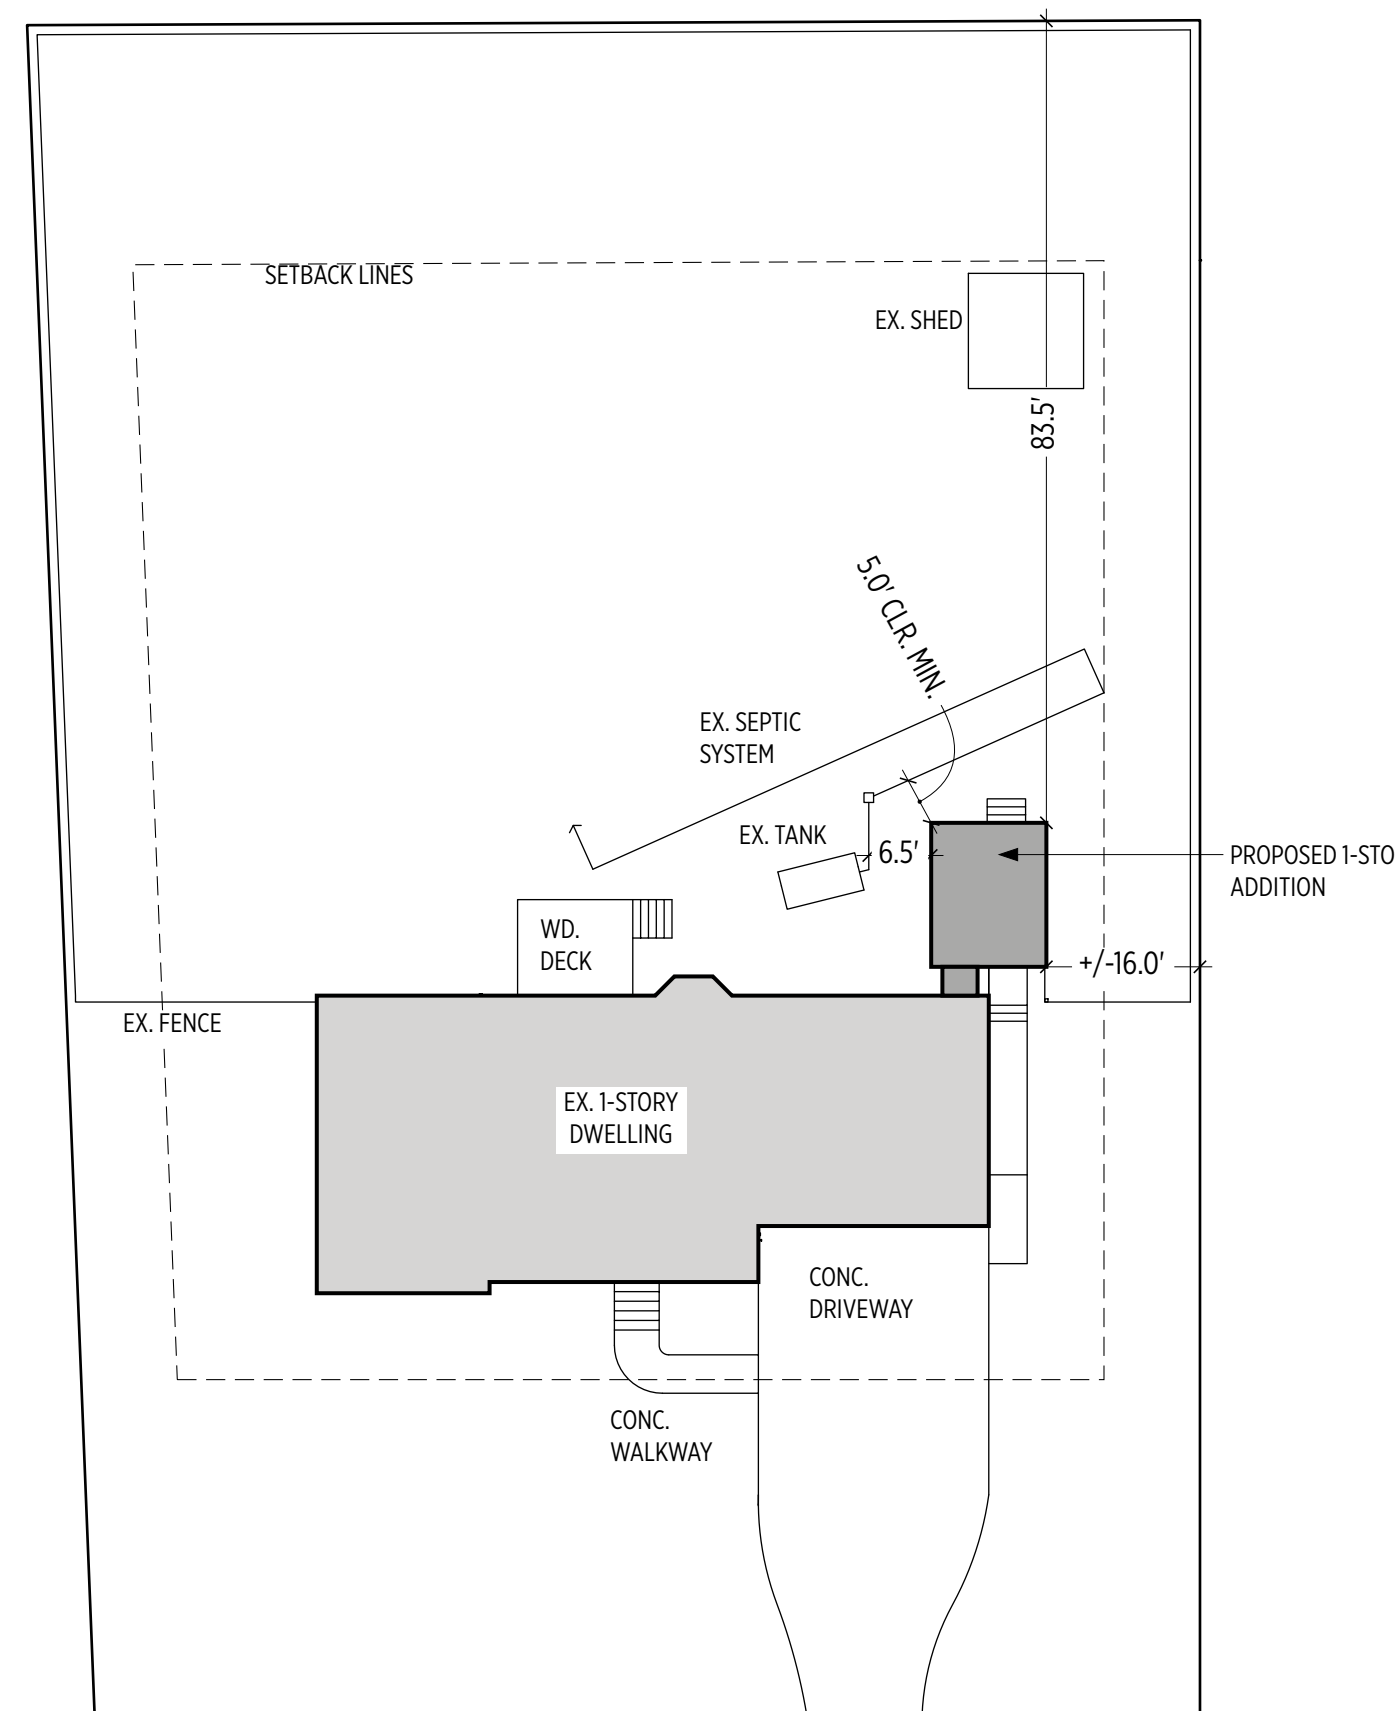 SETBACK LINES
EX. SHED
83.5'
5.0' CLR. MIN.
EX. SEPTIC
SYSTEM
EX. TANK
6.5'
PROPOSED 1-STO
ADDITION
WD.
DECK
+/-16.0'
EX. FENCE
EX. 1-STORY
DWELLING
CONC.
DRIVEWAY
CONC.
WALKWAY